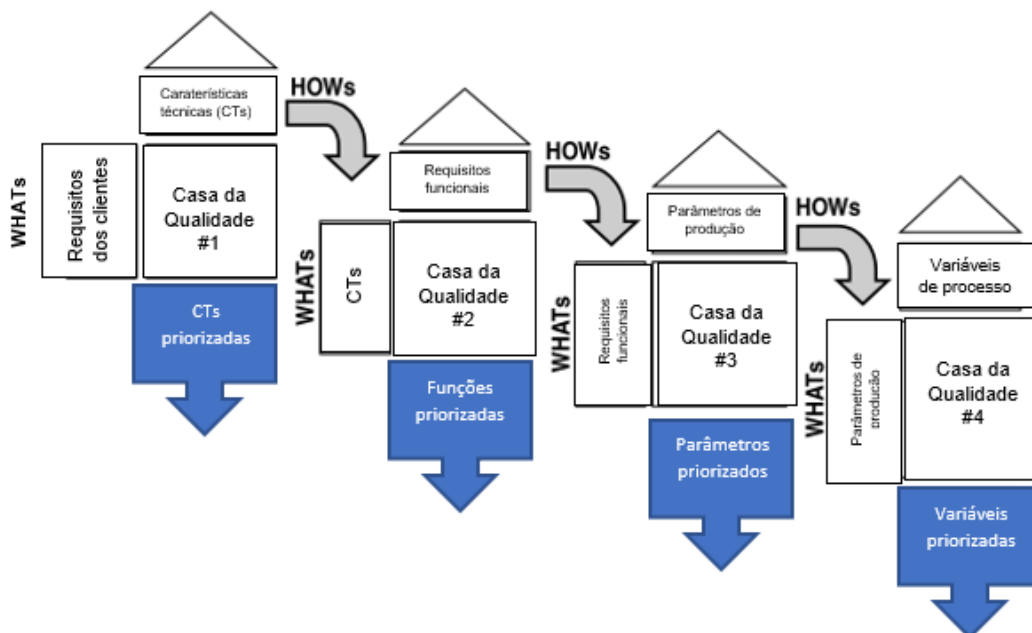 Caraterísticas
técnicas (CTs)
HOWs
WHATs
Requisitos
dos clientes
Casa da
Qualidade
#1
CTs
priorizadas
Requisitos
funcionais
HOWs
WHATs
CTs
Casa da
Qualidade
#2
Funções
priorizadas
Parâmetros de
produção
HOWs
WHATs
Requisitos
funcionais
Casa da
Qualidade
#3
Parâmetros
priorizados
Variáveis
de processo
WHATs
Parâmetros de
produção
Casa da
Qualidade
#4
Variáveis
priorizadas